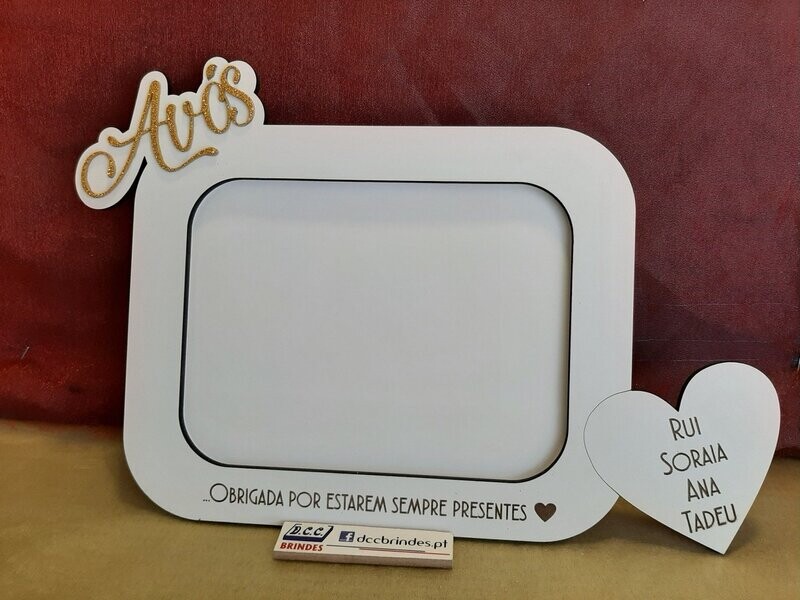 Avós
...OBRIGADA POR ESTAREM SEMPRE PRESENTES
RUI
SORAIA
ANA
TADEU
D.C.C.
BRINDES
dccbrindes.pt